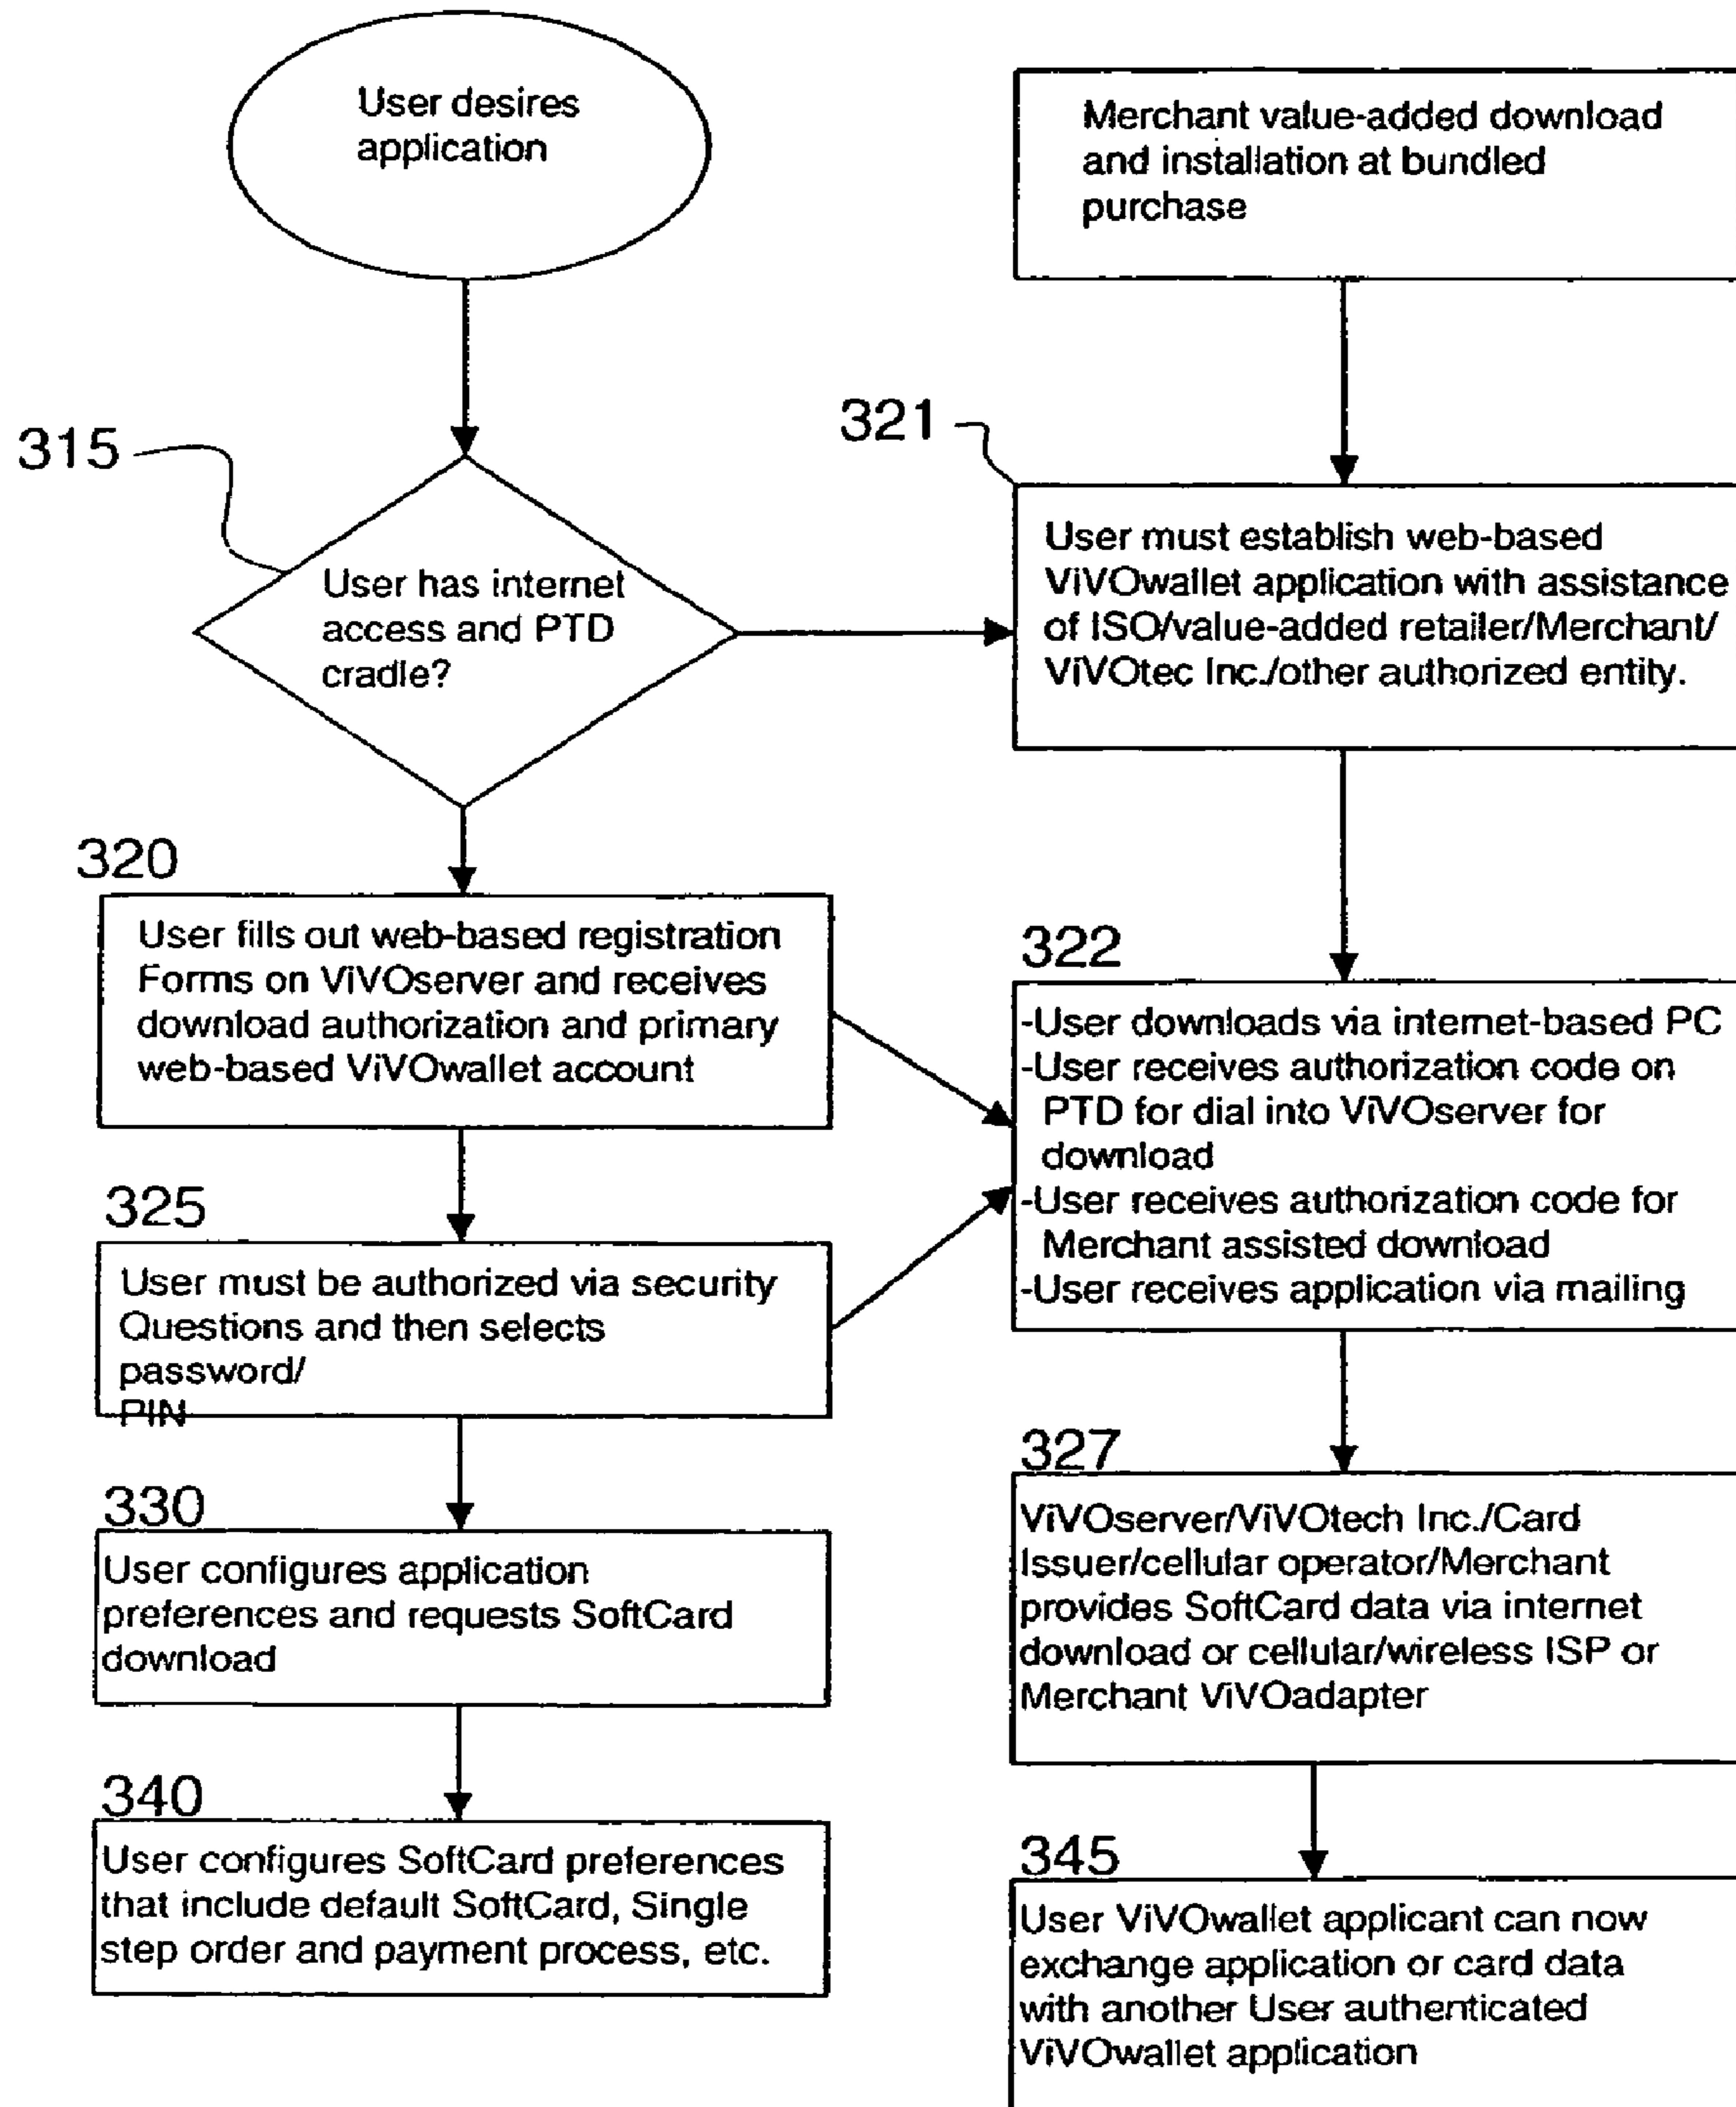 User desires
application
Merchant value-added download
and installation at bundled
purchase
315
User has internet
access and PTD
cradle?
321
User must establish web-based
ViVOwallet application with assistance
of ISO/value-added retailer/Merchant/
ViVOtec Inc./other authorized entity.
320
User fills out web-based registration
Forms on ViVOserver and receives
download authorization and primary
web-based ViVOwallet account
322
-User downloads via internet-based PC
-User receives authorization code on
PTD for dial into ViVOserver for
download
-User receives authorization code for
Merchant assisted download
-User receives application via mailing
325
User must be authorized via security
Questions and then selects
password/
PIN
327
ViVOserver/ViVOtech Inc./Card
Issuer/cellular operator/Merchant
provides SoftCard data via internet
download or cellular/wireless ISP or
Merchant ViVOadapter
330
User configures application
preferences and requests SoftCard
download
340
User configures SoftCard preferences
that include default SoftCard, Single
step order and payment process, etc.
345
User ViVOwallet applicant can now
exchange application or card data
with another User authenticated
ViVOwallet application